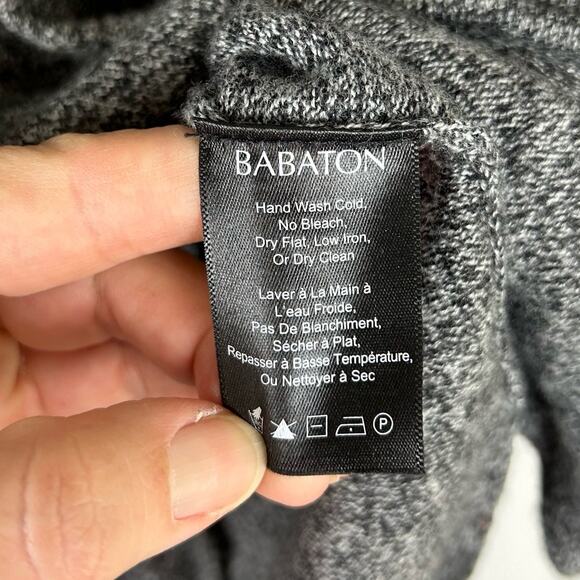 BABATON
Hand Wash Cold,
No Bleach,
Dry Flat, Low Iron,
Or Dry Clean
Laver à La Main à
L'eau Froide,
Pas De Blanchiment,
Sécher à Plat,
Repasser à Basse Température,
Ou Nettoyer à Sec
P